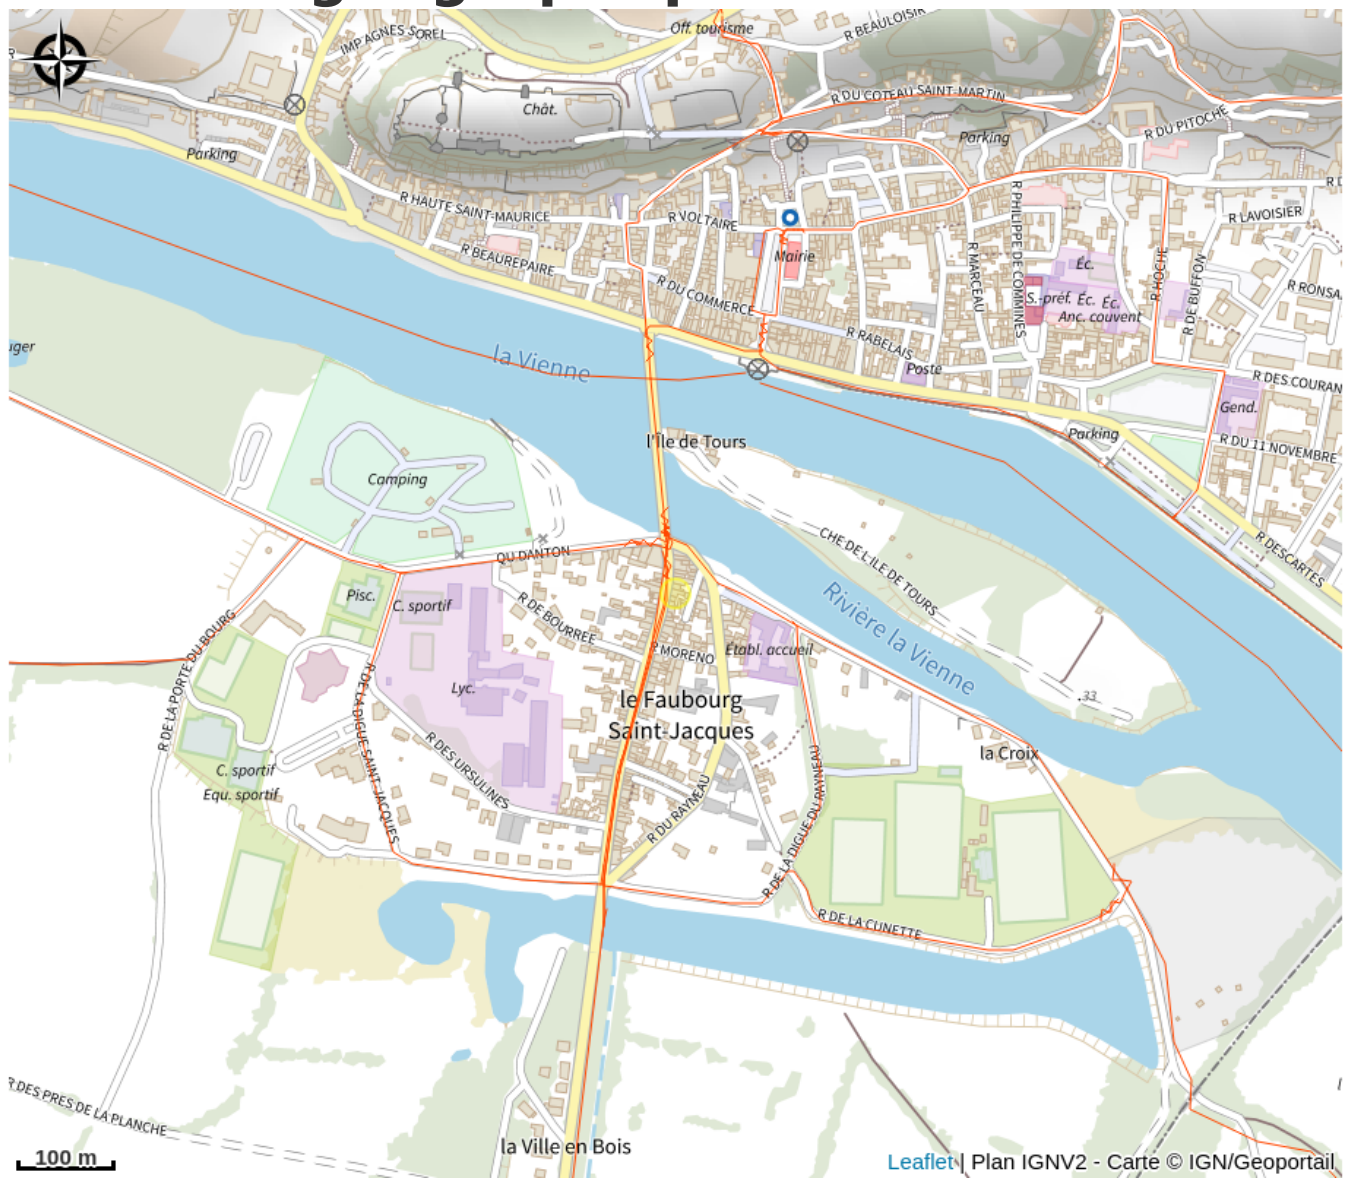 Off. tourisme
R BEAULOISIR
IMP AGNES SOREL
Chât.
R DU COTEAU SAINT-MARTIN
Parking
R DU PITOCHE
Parking
R HAUTE SAINT-MAURICE
R VOLTAIRE
R PHILIPPE DE COMMINES
R LAVOISIER
R BEAUREPAIRE
Mairie
R MARCEAU
Éc.
R HOCHE
R DE BUFFON
R DU COMMERCE
S.-préf.
Éc.
Éc.
Anc. couvent
R RONSA
uger
la Vienne
R RABELAIS
Poste
R DES COURAN
Gend.
Parking
R DU 11 NOVEMBRE
l'Ile de Tours
Camping
QU DANTON
CHE DE L'ILE DE TOURS
R DESCARTES
Pisc.
C. sportif
R DE BOURREE
Rivière la Vienne
R DE LA PORTE DU BOURG
R MORENO
Établ. accueil
Lyc.
le Faubourg
Saint-Jacques
.33
R DE LA DIGUE SAINT-JACQUES
R DES URSULINES
la Croix
C. sportif
Equ. sportif
R DU RAYNEAU
R DE LA DIGUE DU RAYNEAU
R DE LA CUNETTE
R DES PRES DE LA PLANCHE
la Ville en Bois
100 m
Leaflet | Plan IGNV2 - Carte © IGN/Geoportail